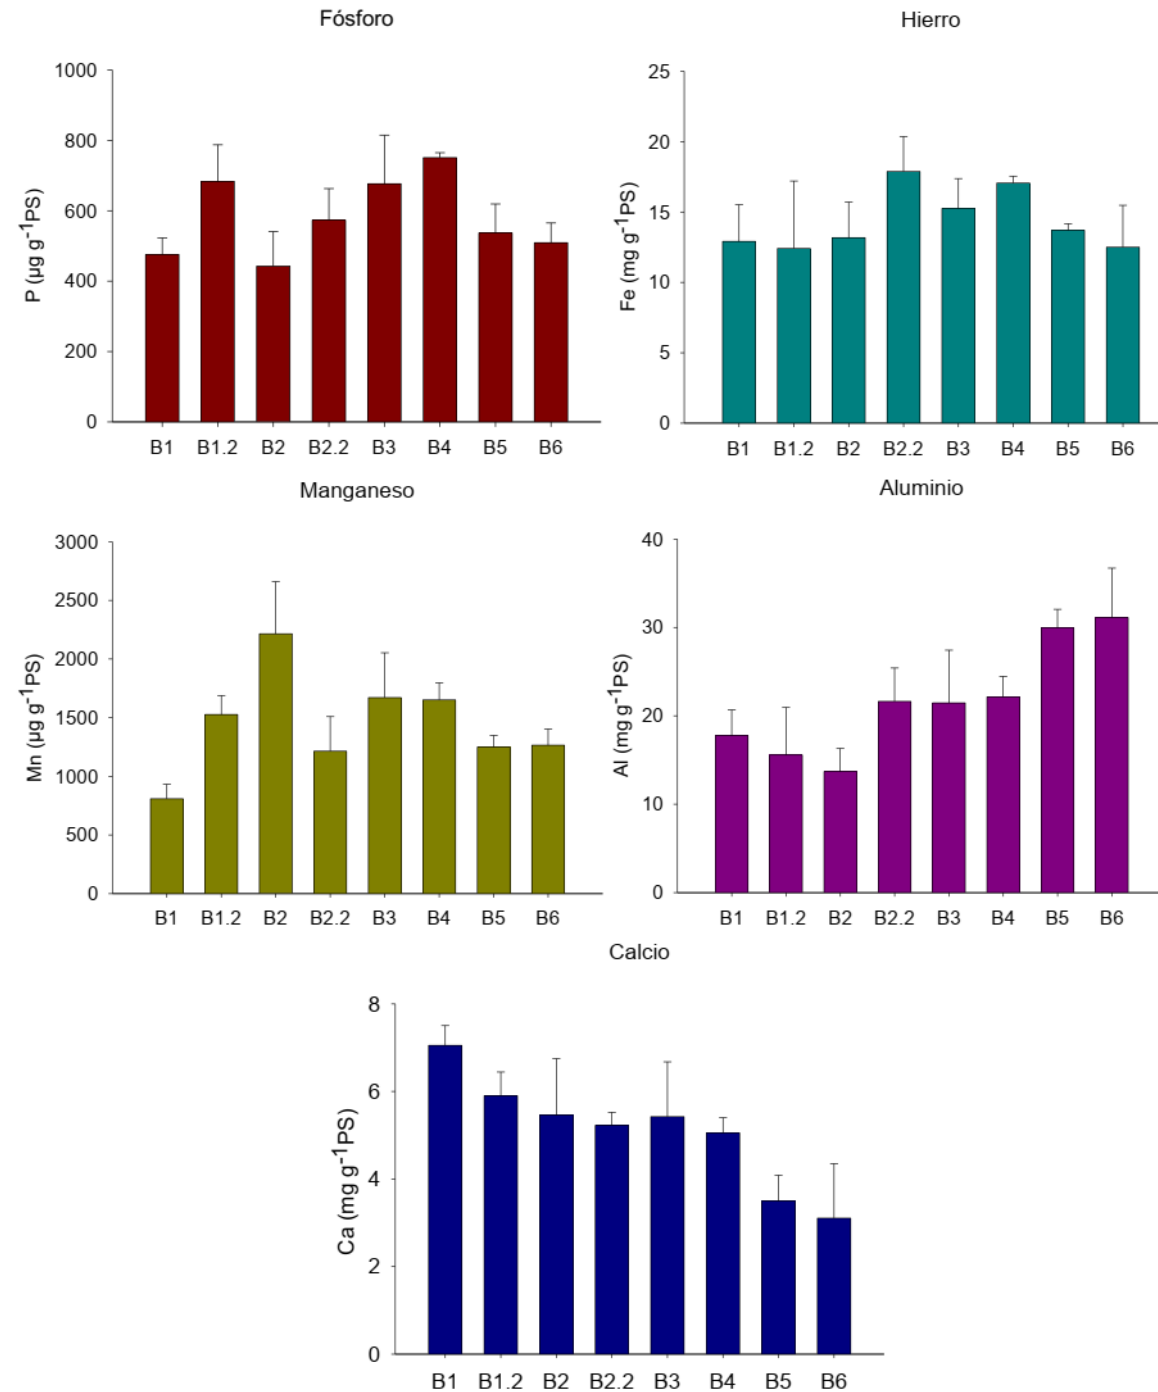 Fósforo
P (µg g-1PS)
1000
800
600
400
200
0
B1 B1.2 B2 B2.2 B3 B4 B5 B6
Hierro
Fe (mg g-1PS)
25
20
15
10
5
0
B1 B1.2 B2 B2.2 B3 B4 B5 B6
Manganeso
Mn (µg g-1PS)
3000
2500
2000
1500
1000
500
0
B1 B1.2 B2 B2.2 B3 B4 B5 B6
Aluminio
Al (mg g-1PS)
40
30
20
10
0
B1 B1.2 B2 B2.2 B3 B4 B5 B6
Calcio
Ca (mg g-1PS)
8
6
4
2
0
B1 B1.2 B2 B2.2 B3 B4 B5 B6